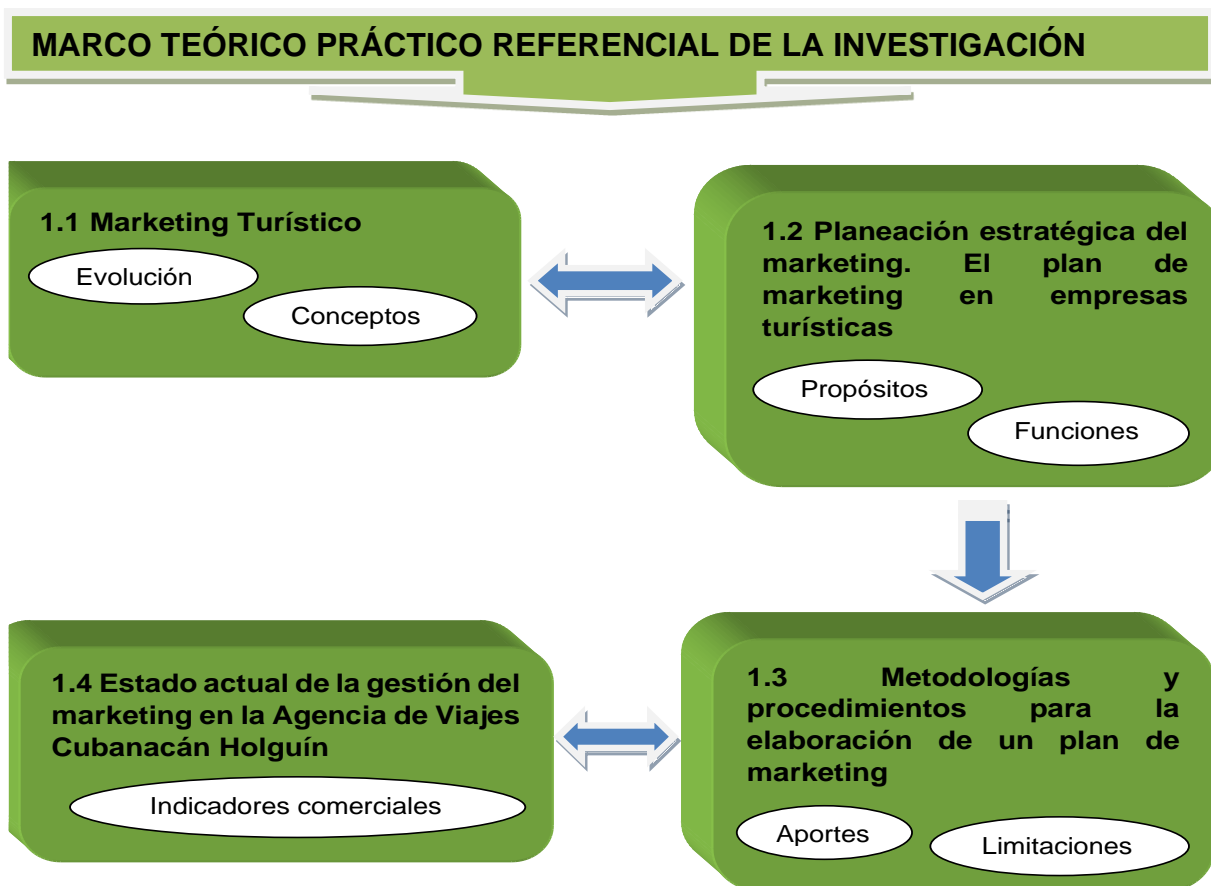 MARCO TEÓRICO PRÁCTICO REFERENCIAL DE LA INVESTIGACIÓN
1.1 Marketing Turístico
Evolución
Conceptos
1.2 Planeación estratégica del
marketing. El plan de
marketing en empresas
turísticas
Propósitos
Funciones
1.4 Estado actual de la gestión del
marketing en la Agencia de Viajes
Cubanacán Holguín
Indicadores comerciales
1.3 Metodologías y
procedimientos para la
elaboración de un plan de
marketing
Aportes
Limitaciones